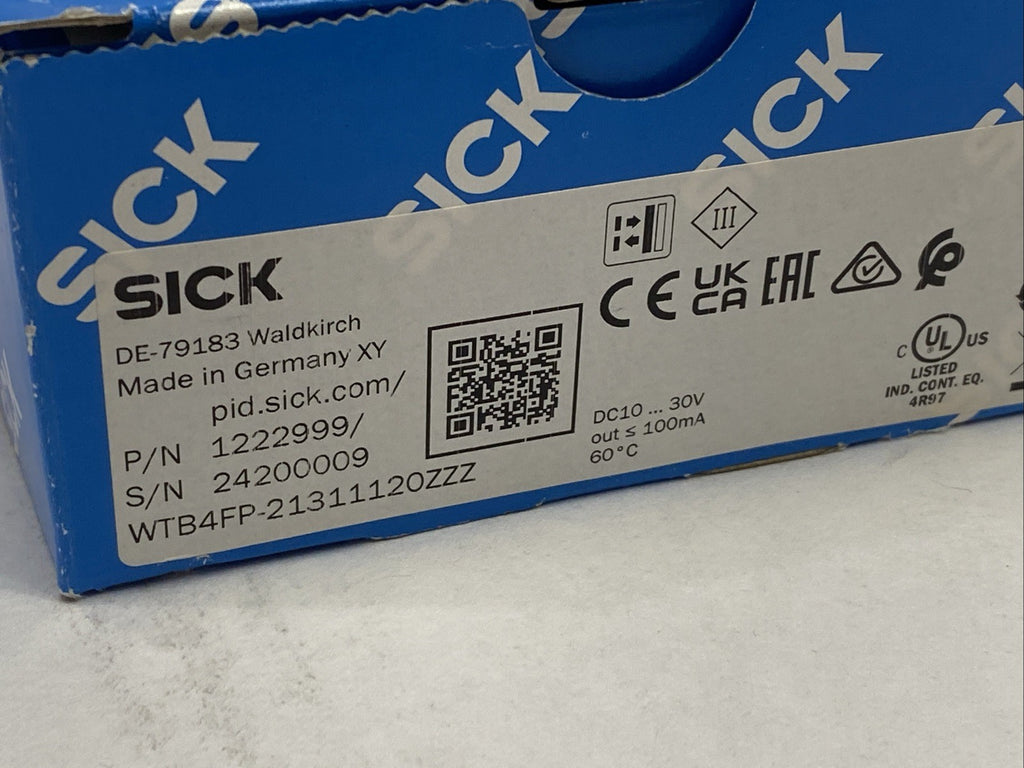 SICK
SICK
SICK
SICK
DE-79183 Waldkirch
Made in Germany XY
pid.sick.com/
P/N 1222999/
S/N 24200009
WTB4FP-21311120ZZZ
III
CE UK CA EAC
DC10 ... 30V
out ≤ 100mA
60°C
C UL US
LISTED
IND. CONT. EQ.
4R97